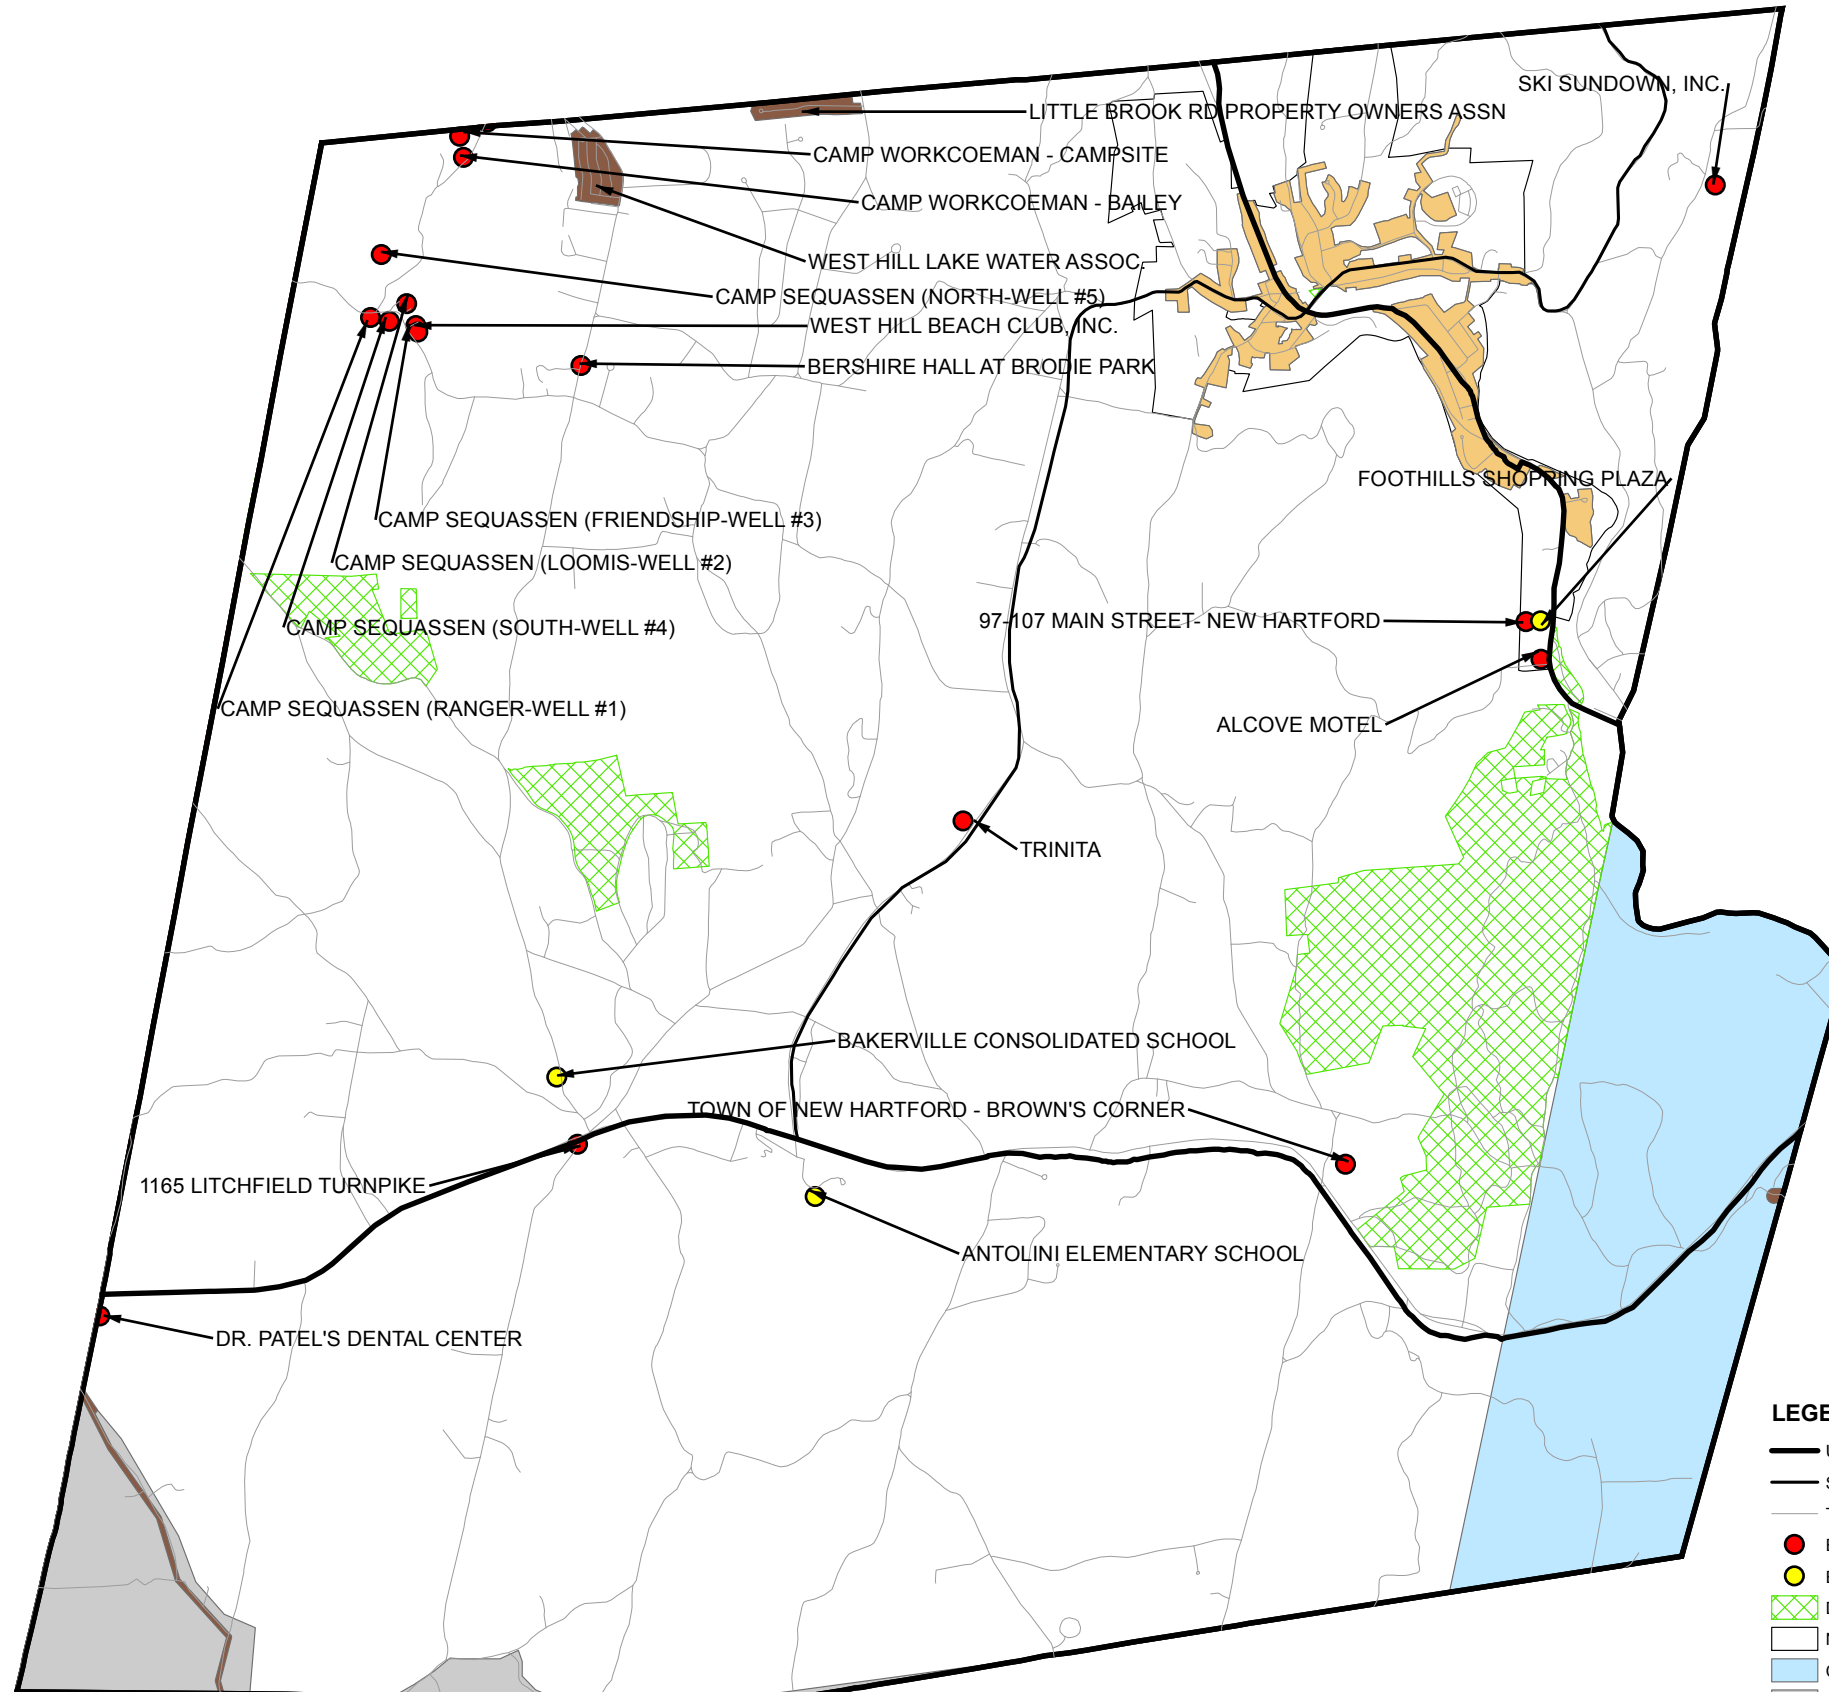 SKI SUNDOWN, INC.
LITTLE BROOK RD PROPERTY OWNERS ASSN
CAMP WORKCOEMAN - CAMPSITE
CAMP WORKCOEMAN - BAILEY
WEST HILL LAKE WATER ASSOC.
CAMP SEQUASSEN (NORTH-WELL #5)
WEST HILL BEACH CLUB, INC.
BERSHIRE HALL AT BRODIE PARK
FOOTHILLS SHOPPING PLAZA
CAMP SEQUASSEN (FRIENDSHIP-WELL #3)
CAMP SEQUASSEN (LOOMIS-WELL #2)
97-107 MAIN STREET- NEW HARTFORD
CAMP SEQUASSEN (SOUTH-WELL #4)
CAMP SEQUASSEN (RANGER-WELL #1)
ALCOVE MOTEL
TRINITA
BAKERVILLE CONSOLIDATED SCHOOL
TOWN OF NEW HARTFORD - BROWN'S CORNER
1165 LITCHFIELD TURNPIKE
ANTOLINI ELEMENTARY SCHOOL
DR. PATEL'S DENTAL CENTER
LEGE